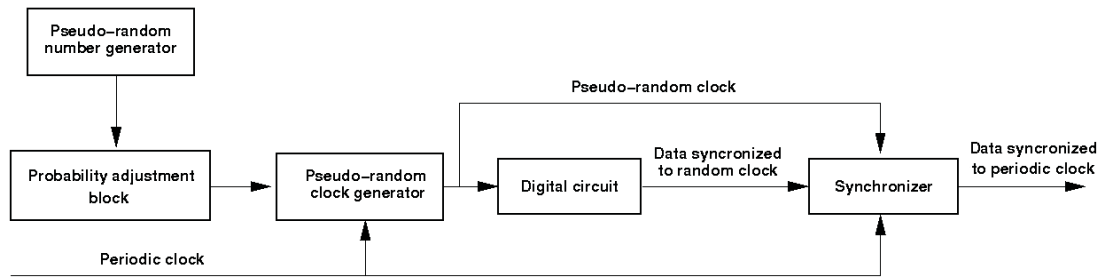 Pseudo-random
number generator
Pseudo-random clock
Probability adjustment
block
Pseudo-random
clock generator
Digital circuit
Data syncronized
to random clock
Synchronizer
Data syncronized
to periodic clock
Periodic clock